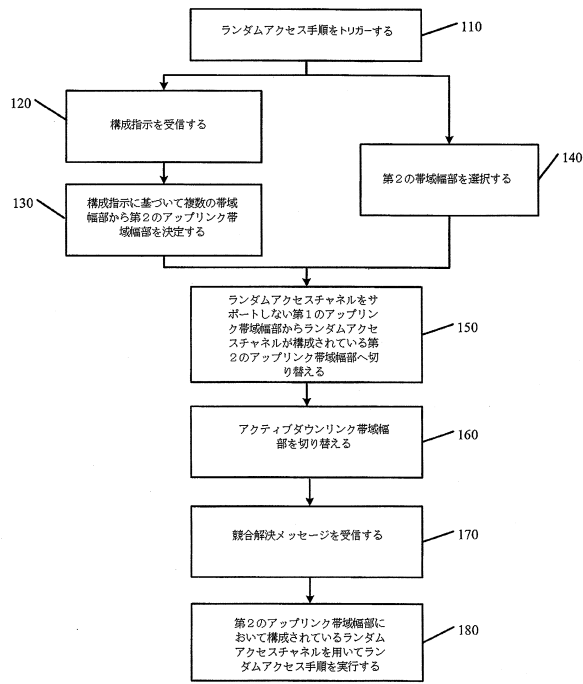 ランダムアクセス手順をトリガーする
110
120
構成指示を受信する
140
第2の帯域幅部を選択する
130
構成指示に基づいて複数の帯域
幅部から第2のアップリンク帯
域幅部を決定する
ランダムアクセスチャネルをサ
ポートしない第1のアップリン
ク帯域幅部からランダムアクセ
スチャネルが構成されている第
2のアップリンク帯域幅部へ切
り替える
150
アクティブダウンリンク帯域幅
部を切り替える
160
競合解決メッセージを受信する
170
第2のアップリンク帯域幅部に
おいて構成されているランダム
アクセスチャネルを用いてラン
ダムアクセス手順を実行する
180